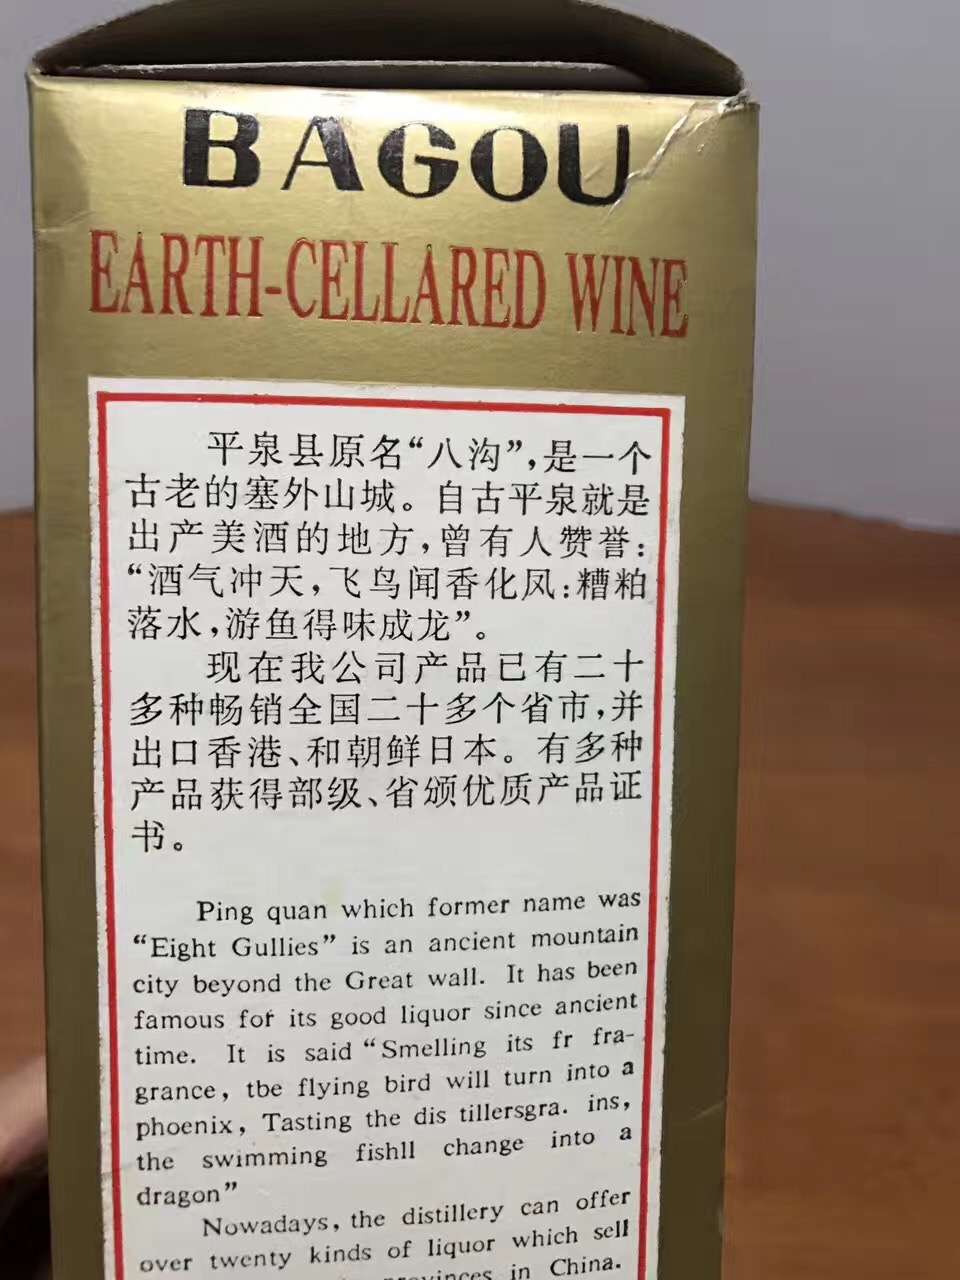 BAGOU
EARTH-CELLARED WINE
平泉县原名“八沟”,是一个
古老的塞外山城。自古平泉就是
出产美酒的地方,曾有人赞誉:
“酒气冲天,飞鸟闻香化凤:糟粕
落水,游鱼得味成龙”。
现在我公司产品已有二十
多种畅销全国二十多个省市,并
出口香港、和朝鲜日本。有多种
产品获得部级、省颁优质产品证
书。
Ping quan which former name was
“Eight Gullies” is an ancient mountain
city beyond the Great wall. It has been
famous for its good liquor since ancient
time. It is said “Smelling its fr fra-
grance, tbe flying bird will turn into a
phoenix, Tasting the dis tillersgra. ins,
the swimming fishll change into a
dragon”
Nowadays, the distillery can offer
over twenty kinds of liquor which sell
provinces in China.